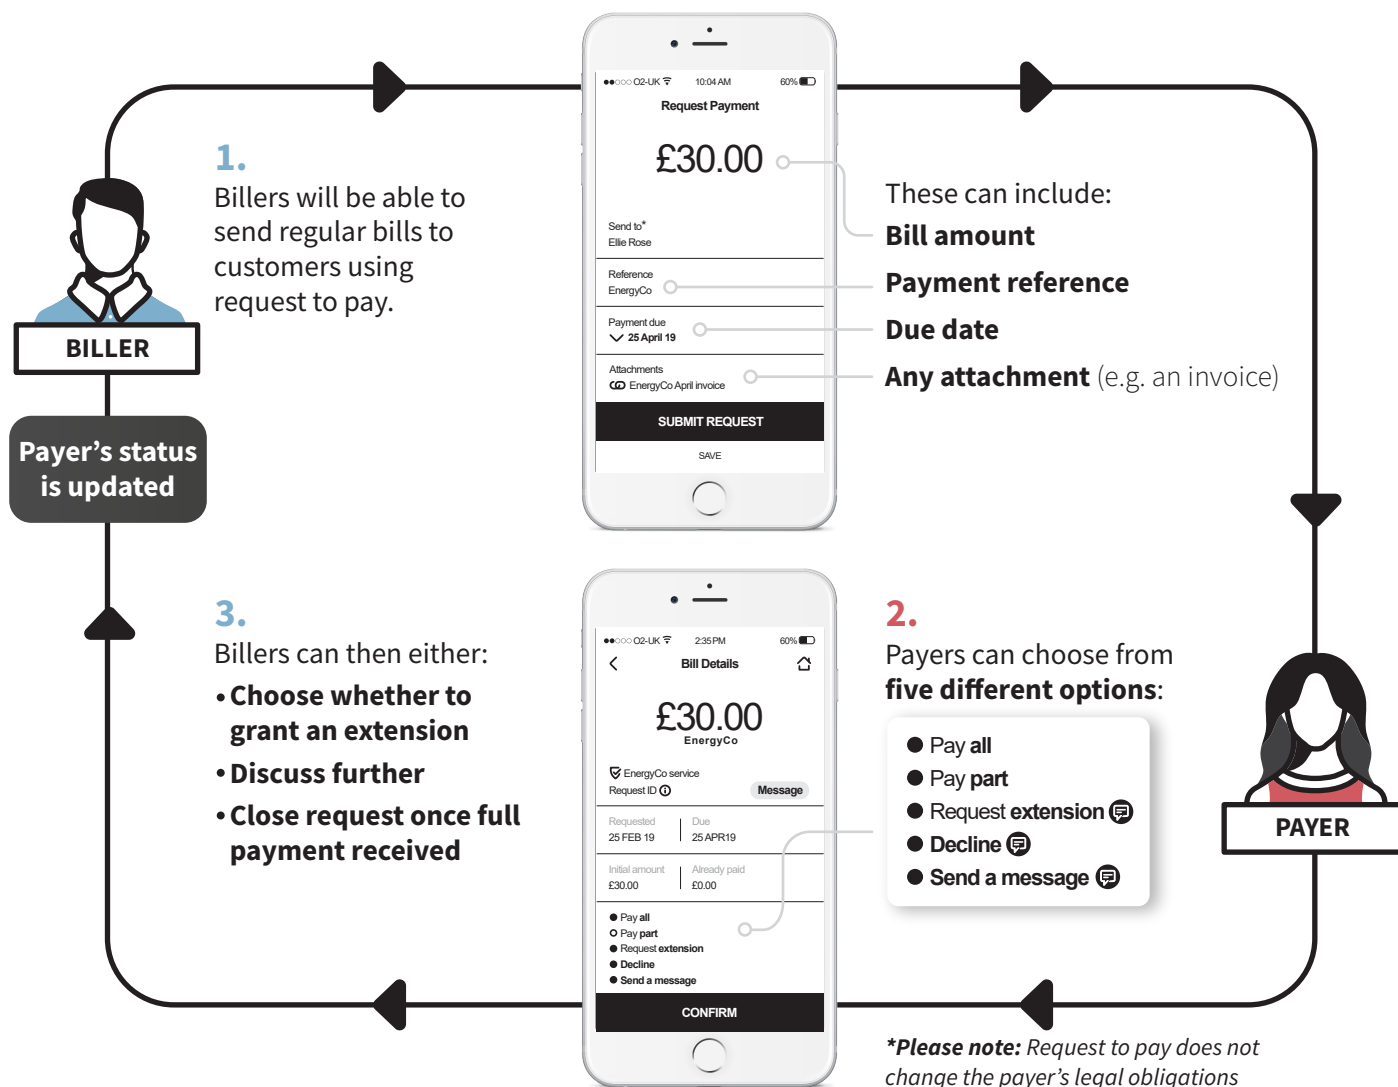 O2-UK 10:04 AM 60%
Request Payment
£30.00
Send to*
Ellie Rose
Reference
EnergyCo
Payment due
25 April 19
Attachments
EnergyCo April invoice
SUBMIT REQUEST
SAVE
1.
Billers will be able to
send regular bills to
customers using
request to pay.
BILLER
Payer's status
is updated
These can include:
Bill amount
Payment reference
Due date
Any attachment (e.g. an invoice)
2.
Payers can choose from
five different options:
● Pay all
● Pay part
● Request extension
● Decline
● Send a message
PAYER
O2-UK 2:35 PM 60%
Bill Details
£30.00
EnergyCo
EnergyCo service
Request ID
Message
Requested Due
25 FEB 19 25 APR19
Initial amount Already paid
£30.00 £0.00
● Pay all
○ Pay part
● Request extension
● Decline
● Send a message
CONFIRM
3.
Billers can then either:
• Choose whether to
grant an extension
• Discuss further
• Close request once full
payment received
*Please note: Request to pay does not
change the payer's legal obligations